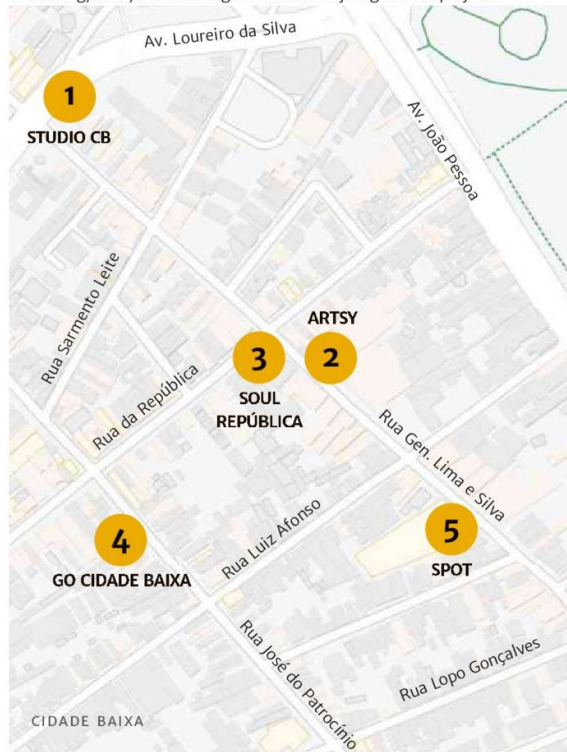 Av. Loureiro da Silva
1
STUDIO CB
Av. João Pessoa
Rua Sarmento Leite
ARTSY
3
2
SOUL
REPÚBLICA
Rua da República
Rua Gen. Lima e Silva
4
GO CIDADE BAIXA
Rua Luiz Afonso
5
SPOT
Rua José do Patrocínio
Rua Lopo Gonçalves
CIDADE BAIXA